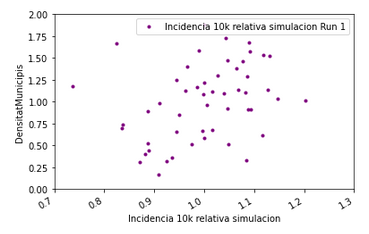 2.00
Incidencia 10k relativa simulacion Run 1
1.75
1.50
1.25
1.00
0.75
0.50
0.25
0.00
DensitatMunicipis
0.7 0.8 0.9 1.0 1.1 1.2 1.3
Incidencia 10k relativa simulacion